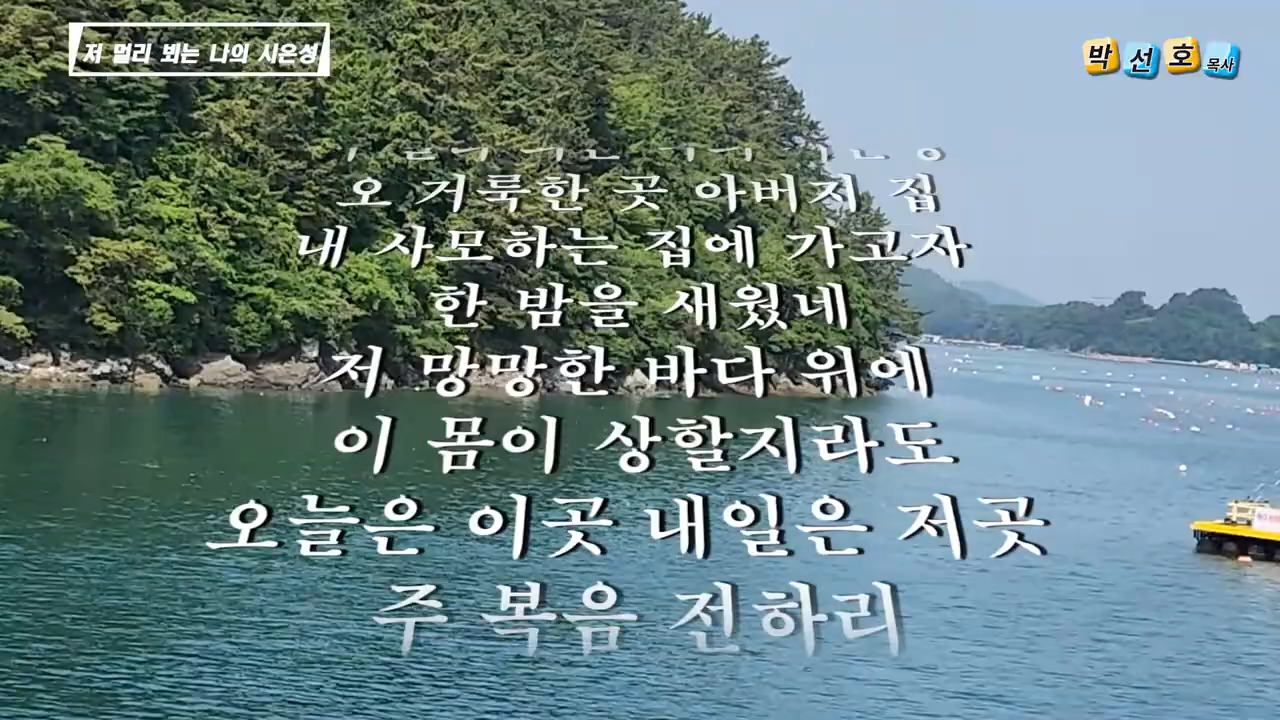 저 멀리 뵈는 나의 시온성
박선호 목사
오 거룩한 곳 아버지 집
내 사모하는 집에 가고자
한 밤을 새웠네
저 망망한 바다 위에
이 몸이 상할지라도
오늘은 이곳 내일은 저곳
주 복음 전하리